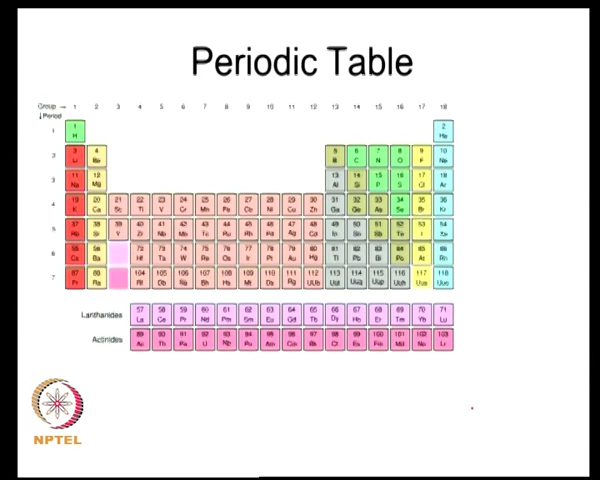 Periodic Table
Group → 1 2 3 4 5 6 7 8 9 10 11 12 13 14 15 16 17 18
↓ Period
1 1 2
H He
2 3 4 5 6 7 8 9 10
Li Be B C N O F Ne
3 11 12 13 14 15 16 17 18
Na Mg Al Si P S Cl Ar
4 19 20 21 22 23 24 25 26 27 28 29 30 31 32 33 34 35 36
K Ca Sc Ti V Cr Mn Fe Co Ni Cu Zn Ga Ge As Se Br Kr
5 37 38 39 40 41 42 43 44 45 46 47 48 49 50 51 52 53 54
Rb Sr Y Zr Nb Mo Tc Ru Rh Pd Ag Cd In Sn Sb Te I Xe
6 55 56 72 73 74 75 76 77 78 79 80 81 82 83 84 85 86
Cs Ba Hf Ta W Re Os Ir Pt Au Hg Tl Pb Bi Po At Rn
7 87 88 104 105 106 107 108 109 110 111 112 113 114 115 116 117 118
Fr Ra Rf Db Sg Bh Hs Mt Ds Rg UUb Uut Uuq Uup Uuh Uus Uuo
Lanthanides 57 58 59 60 61 62 63 64 65 66 67 68 69 70 71
La Ce Pr Nd Pm Sm Eu Gd Tb Dy Ho Er Tm Yb Lu
Actinides 89 90 91 92 93 94 95 96 97 98 99 100 101 102 103
Ac Th Pa U Np Pu Am Cm Bk Cf Es Fm Md No Lr
NPTEL